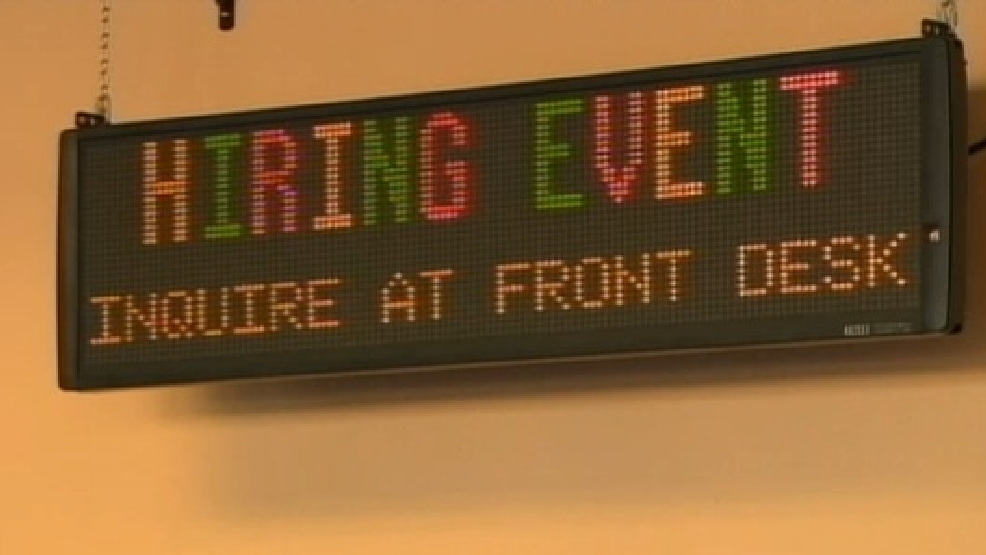 HIRING EVENT
INQUIRE AT FRONT DESK